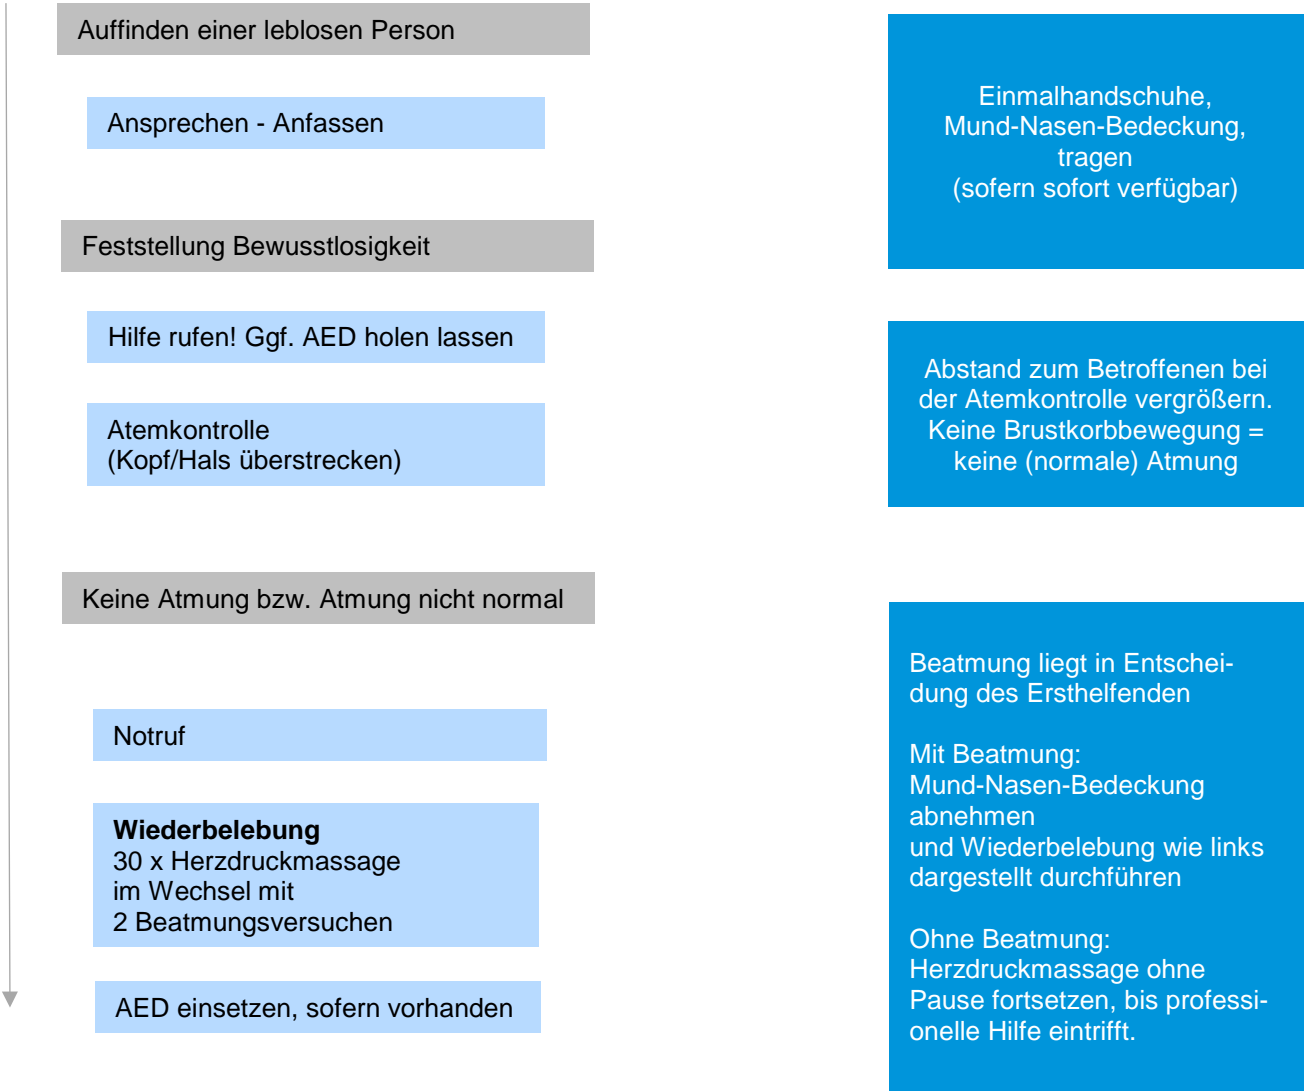 Auffinden einer leblosen Person
Ansprechen - Anfassen
Feststellung Bewusstlosigkeit
Hilfe rufen! Ggf. AED holen lassen
Atemkontrolle
(Kopf/Hals überstrecken)
Keine Atmung bzw. Atmung nicht normal
Notruf
Wiederbelebung
30 x Herzdruckmassage
im Wechsel mit
2 Beatmungsversuchen
AED einsetzen, sofern vorhanden
Einmalhandschuhe,
Mund-Nasen-Bedeckung,
tragen
(sofern sofort verfügbar)
Abstand zum Betroffenen bei
der Atemkontrolle vergrößern.
Keine Brustkorbbewegung =
keine (normale) Atmung
Beatmung liegt in Entschei-
dung des Ersthelfenden
Mit Beatmung:
Mund-Nasen-Bedeckung
abnehmen
und Wiederbelebung wie links
dargestellt durchführen
Ohne Beatmung:
Herzdruckmassage ohne
Pause fortsetzen, bis professi-
onelle Hilfe eintrifft.